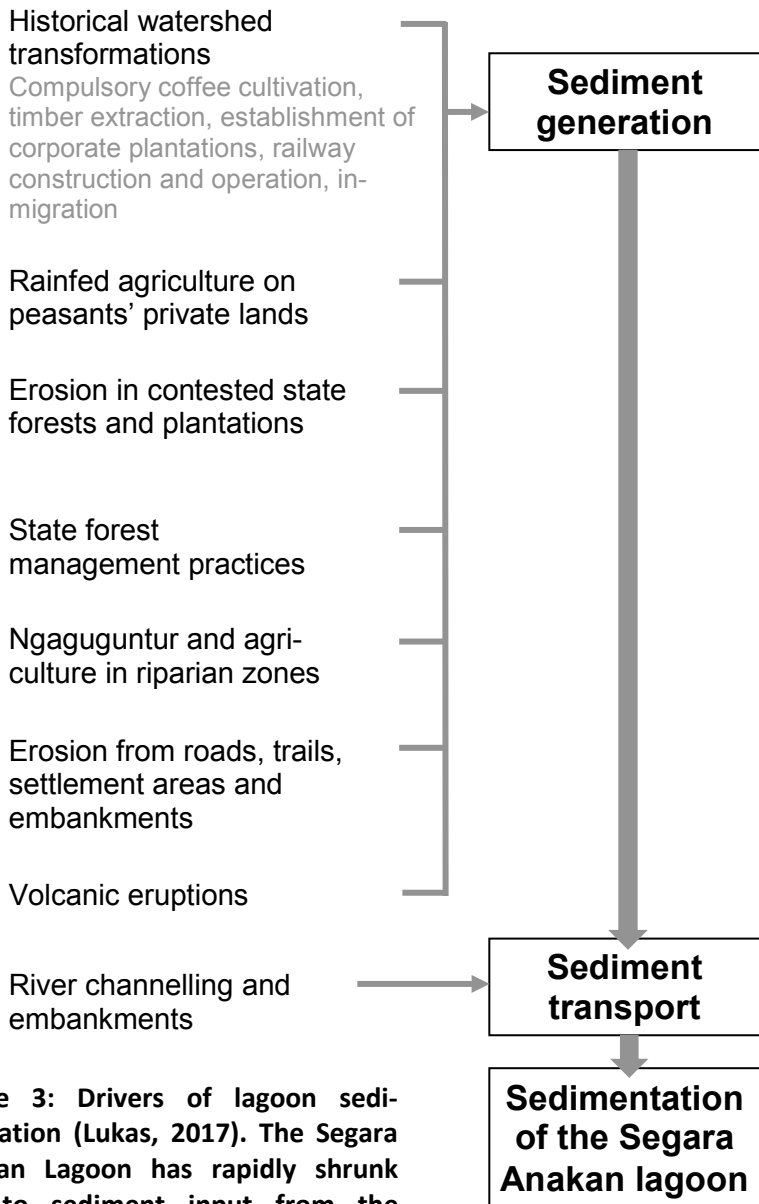 Historical watershed
transformations
Compulsory coffee cultivation,
timber extraction, establishment of
corporate plantations, railway
construction and operation, in-
migration
Sediment
generation
Rainfed agriculture on
peasants’ private lands
Erosion in contested state
forests and plantations
State forest
management practices
Ngaguguntur and agri-
culture in riparian zones
Erosion from roads, trails,
settlement areas and
embankments
Volcanic eruptions
River channelling and
embankments
Sediment
transport
Sedimentation
of the Segara
Anakan lagoon
e 3: Drivers of lagoon sedi-
ation (Lukas, 2017). The Segara
an Lagoon has rapidly shrunk
to sediment input from the